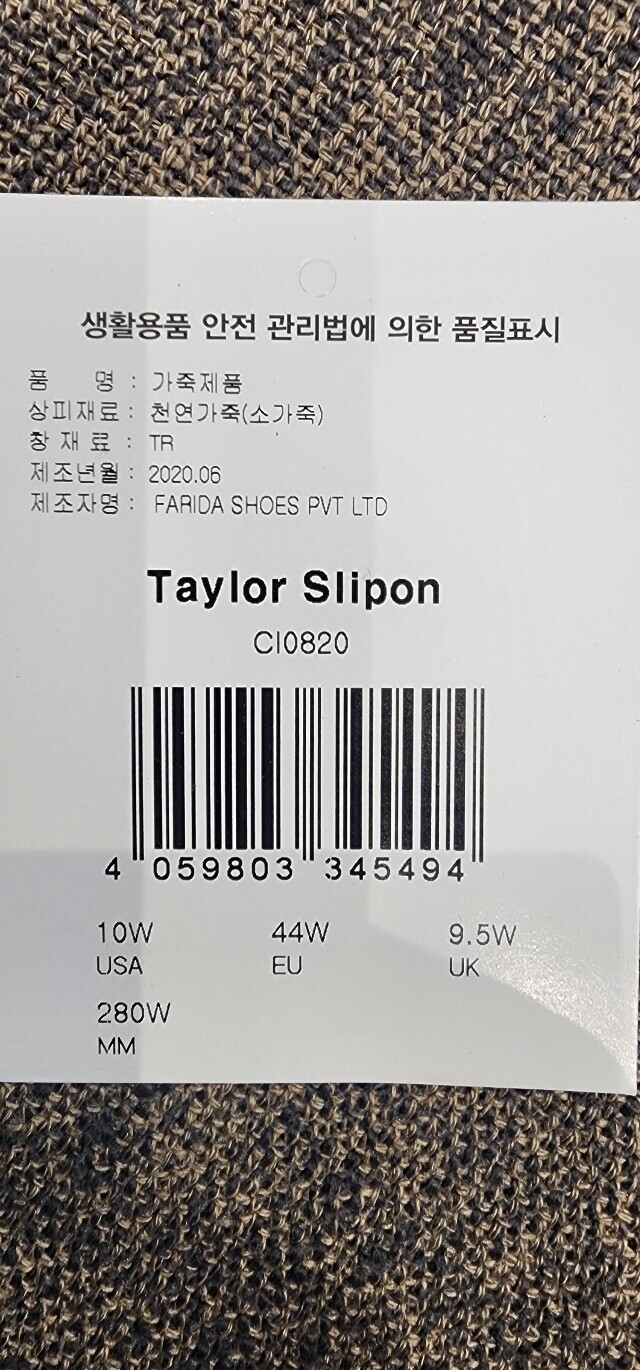 생활용품 안전 관리법에 의한 품질표시
품 명 : 가죽제품
상피재료 : 천연가죽(소가죽)
창 재 료 : TR
제조년월 : 2020.06
제조자명 : FARIDA SHOES PVT LTD
Taylor Slipon
CI0820
4 059803 345494
10W 44W 9.5W
USA EU UK
280W
MM